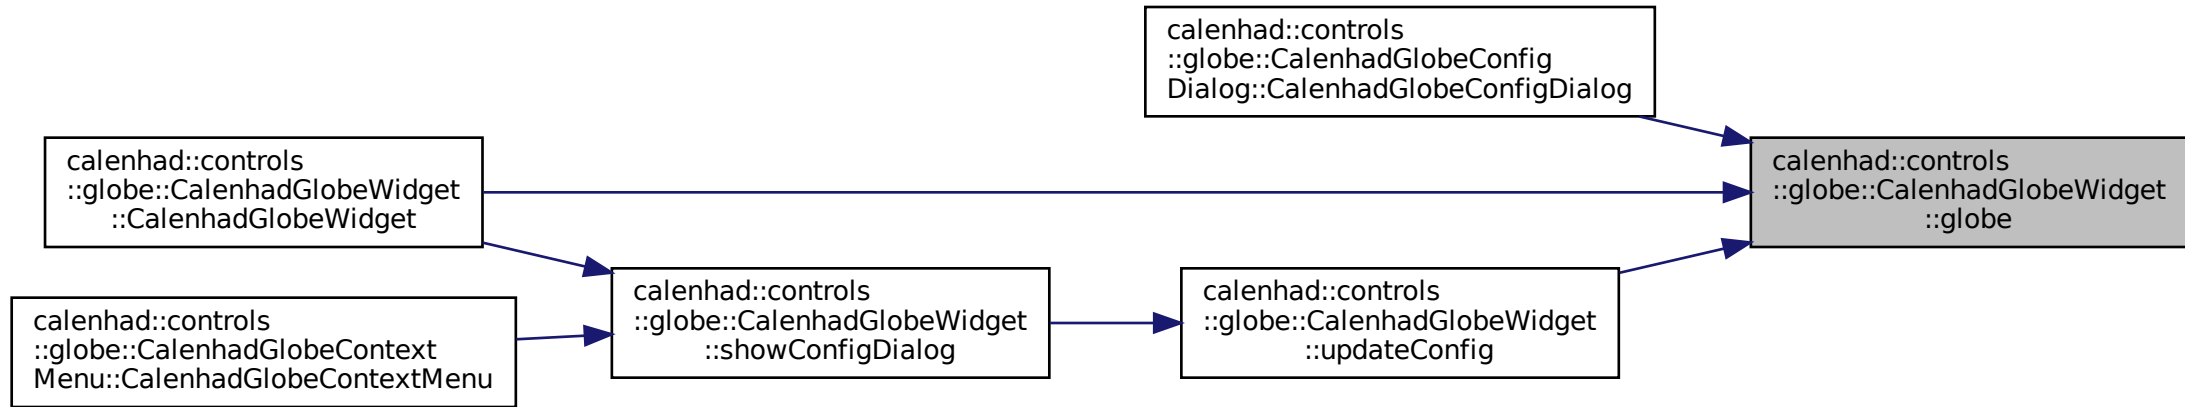 calenhad::controls
::globe::CalenhadGlobeConfig
Dialog::CalenhadGlobeConfigDialog
calenhad::controls
::globe::CalenhadGlobeWidget
::CalenhadGlobeWidget
calenhad::controls
::globe::CalenhadGlobeWidget
::globe
calenhad::controls
::globe::CalenhadGlobeContext
Menu::CalenhadGlobeContextMenu
calenhad::controls
::globe::CalenhadGlobeWidget
::showConfigDialog
calenhad::controls
::globe::CalenhadGlobeWidget
::updateConfig